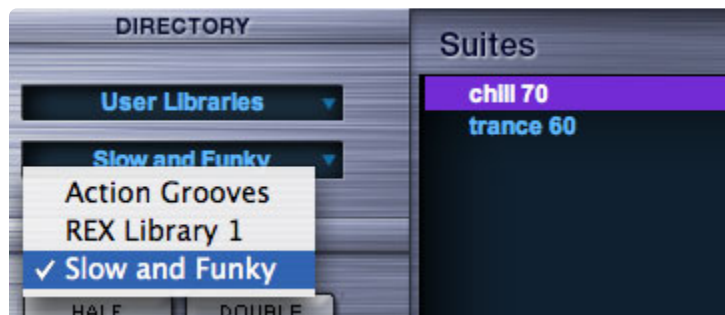 DIRECTORY
User Libraries
Slow and Funky
Action Grooves
REX Library 1
✓ Slow and Funky
HALF DOUBLE
Suites
chill 70
trance 60